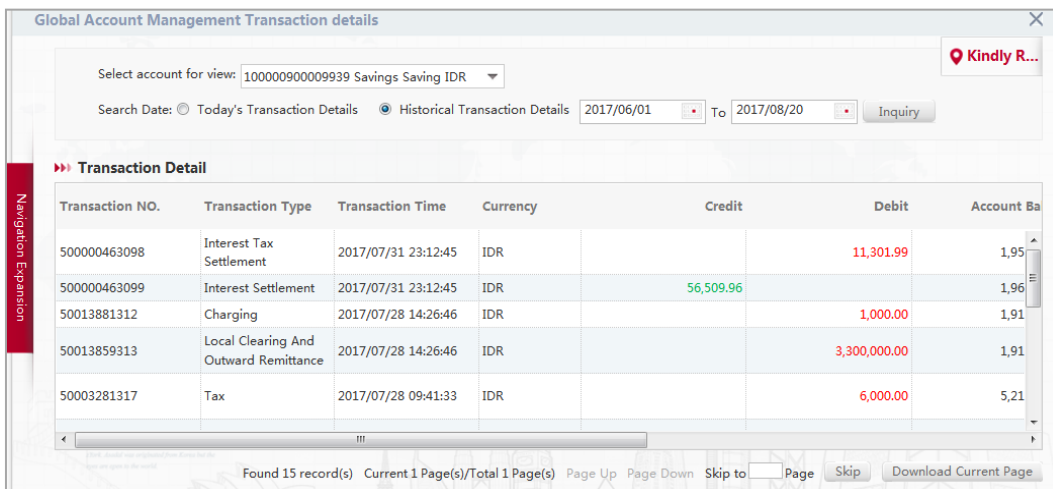 Global Account Management Transaction details
Kindly R...
Select account for view: 100000900009939 Savings Saving IDR
Search Date: Today's Transaction Details Historical Transaction Details 2017/06/01 To 2017/08/20 Inquiry
Navigation Expansion
Transaction Detail
Transaction NO. Transaction Type Transaction Time Currency Credit Debit Account Ba
Interest Tax
500000463098 2017/07/31 23:12:45 IDR 11,301.99 1,95
Settlement
500000463099 Interest Settlement 2017/07/31 23:12:45 IDR 56,509.96 1,96
50013881312 Charging 2017/07/28 14:26:46 IDR 1,000.00 1,91
Local Clearing And
50013859313 2017/07/28 14:26:46 IDR 3,300,000.00 1,91
Outward Remittance
50003281317 Tax 2017/07/28 09:41:33 IDR 6,000.00 5,21
Found 15 record(s) Current 1 Page(s)/Total 1 Page(s) Page Up Page Down Skip to Page Skip Download Current Page